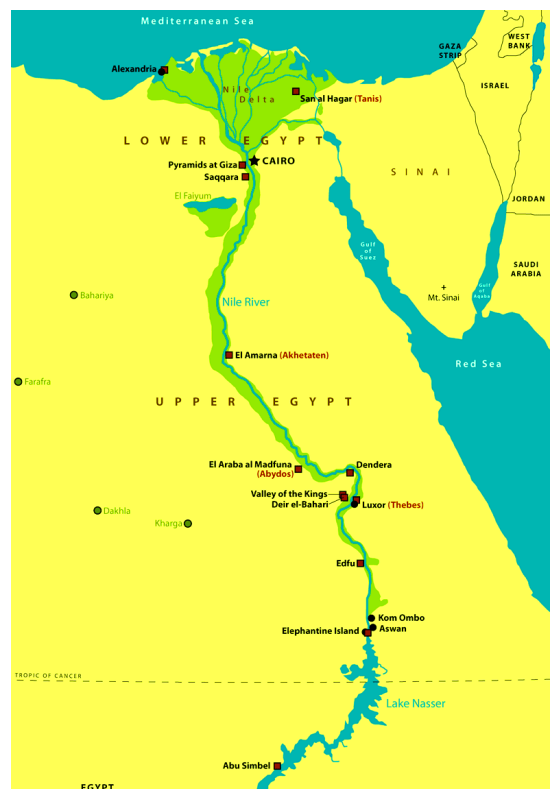 Mediterranean Sea
GAZA
STRIP
WEST
BANK
Alexandria
Nile
Delta
ISRAEL
San al Hagar (Tanis)
LOWER EGYPT
CAIRO
Pyramids at Giza
Saqqara
SINAI
El Faiyum
JORDAN
Gulf
of
Suez
SAUDI
ARABIA
Bahariya
Nile River
Mt. Sinai
Gulf
of
Aqaba
El Amarna (Akhetaten)
Red Sea
Farafra
UPPER EGYPT
El Araba al Madfuna
(Abydos)
Dendera
Valley of the Kings
Deir el-Bahari
Luxor (Thebes)
Dakhla
Kharga
Edfu
Kom Ombo
Aswan
Elephantine Island
TROPIC OF CANCER
Lake Nasser
Abu Simbel
EGYPT